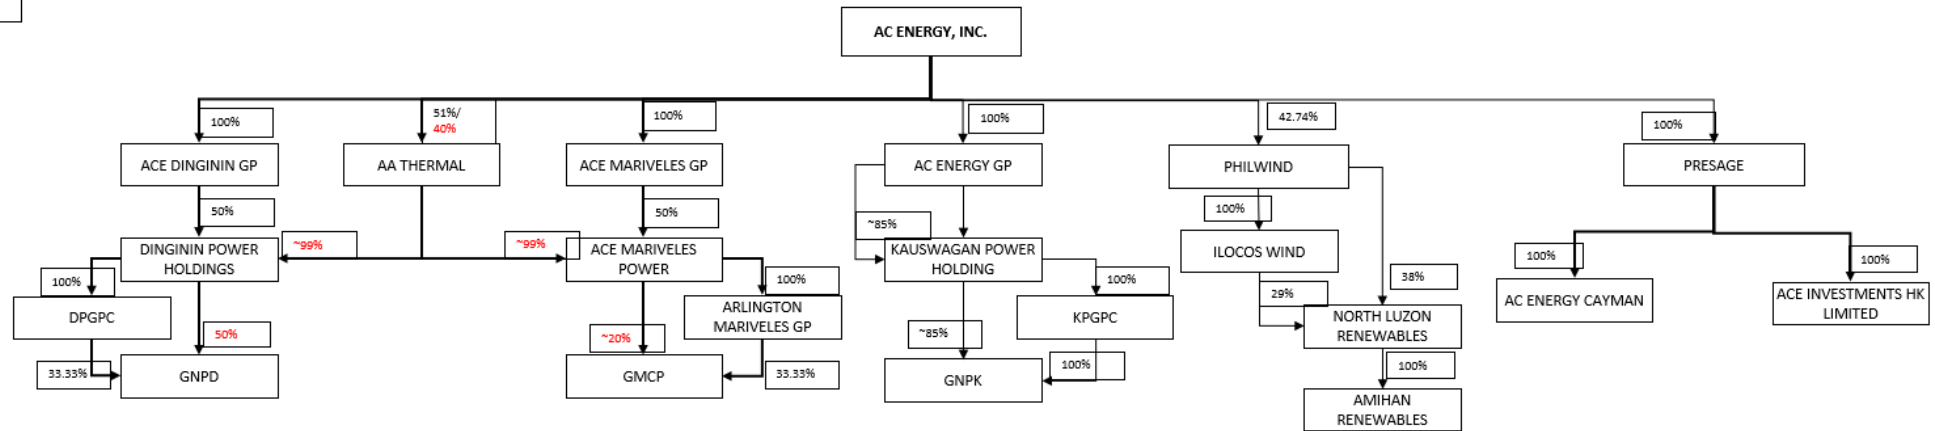 AC ENERGY, INC.
100%
51%/
40%
100%
100%
42.74%
100%
ACE DINGININ GP
AA THERMAL
ACE MARIVELES GP
AC ENERGY GP
PHILWIND
PRESAGE
50%
50%
~85%
100%
~99%
~99%
DINGININ POWER
HOLDINGS
ACE MARIVELES
POWER
KAUSWAGAN POWER
HOLDING
ILOCOS WIND
100%
100%
100%
100%
29%
38%
100%
DPGPC
ARLINGTON
MARIVELES GP
KPGPC
NORTH LUZON
RENEWABLES
AC ENERGY CAYMAN
ACE INVESTMENTS HK
LIMITED
50%
~20%
~85%
33.33%
33.33%
100%
100%
GNPD
GMCP
GNPK
AMIHAN
RENEWABLES